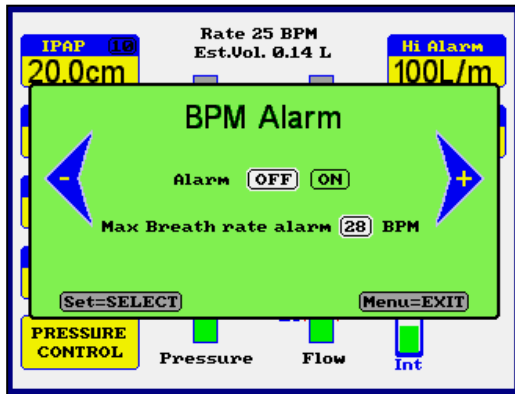 Rate 25 BPM
Est.Vol. 0.14 L
IPAP 10
20.0cm
Hi Alarm
100L/m
BPM Alarm
-
+
Alarm OFF ON
Max Breath rate alarm 28 BPM
Set=SELECT
Menu=EXIT
PRESSURE
CONTROL
Pressure
Flow
Int